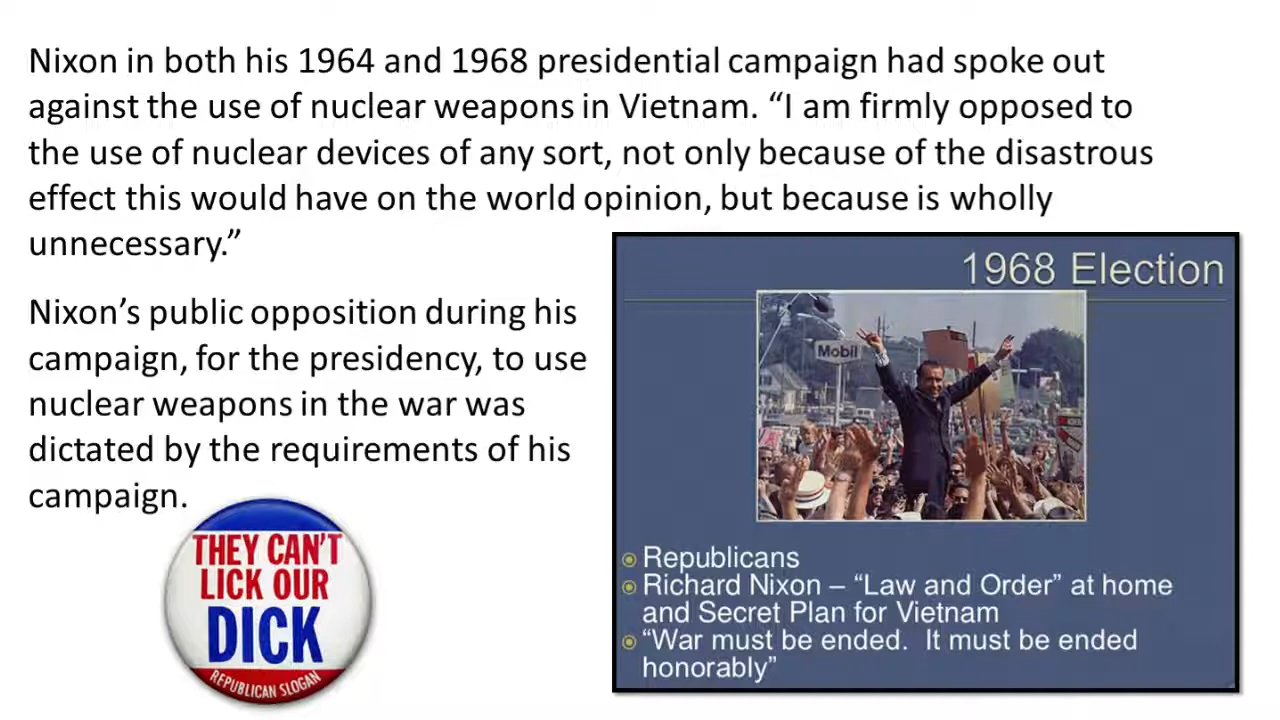 Nixon in both his 1964 and 1968 presidential campaign had spoke out
against the use of nuclear weapons in Vietnam. “I am firmly opposed to
the use of nuclear devices of any sort, not only because of the disastrous
effect this would have on the world opinion, but because is wholly
unnecessary.”
Nixon’s public opposition during his
campaign, for the presidency, to use
nuclear weapons in the war was
dictated by the requirements of his
campaign.
THEY CAN'T
LICK OUR
DICK
REPUBLICAN SLOGAN
1968 Election
Mobil
Republicans
Richard Nixon – “Law and Order” at home
and Secret Plan for Vietnam
“War must be ended. It must be ended
honorably”